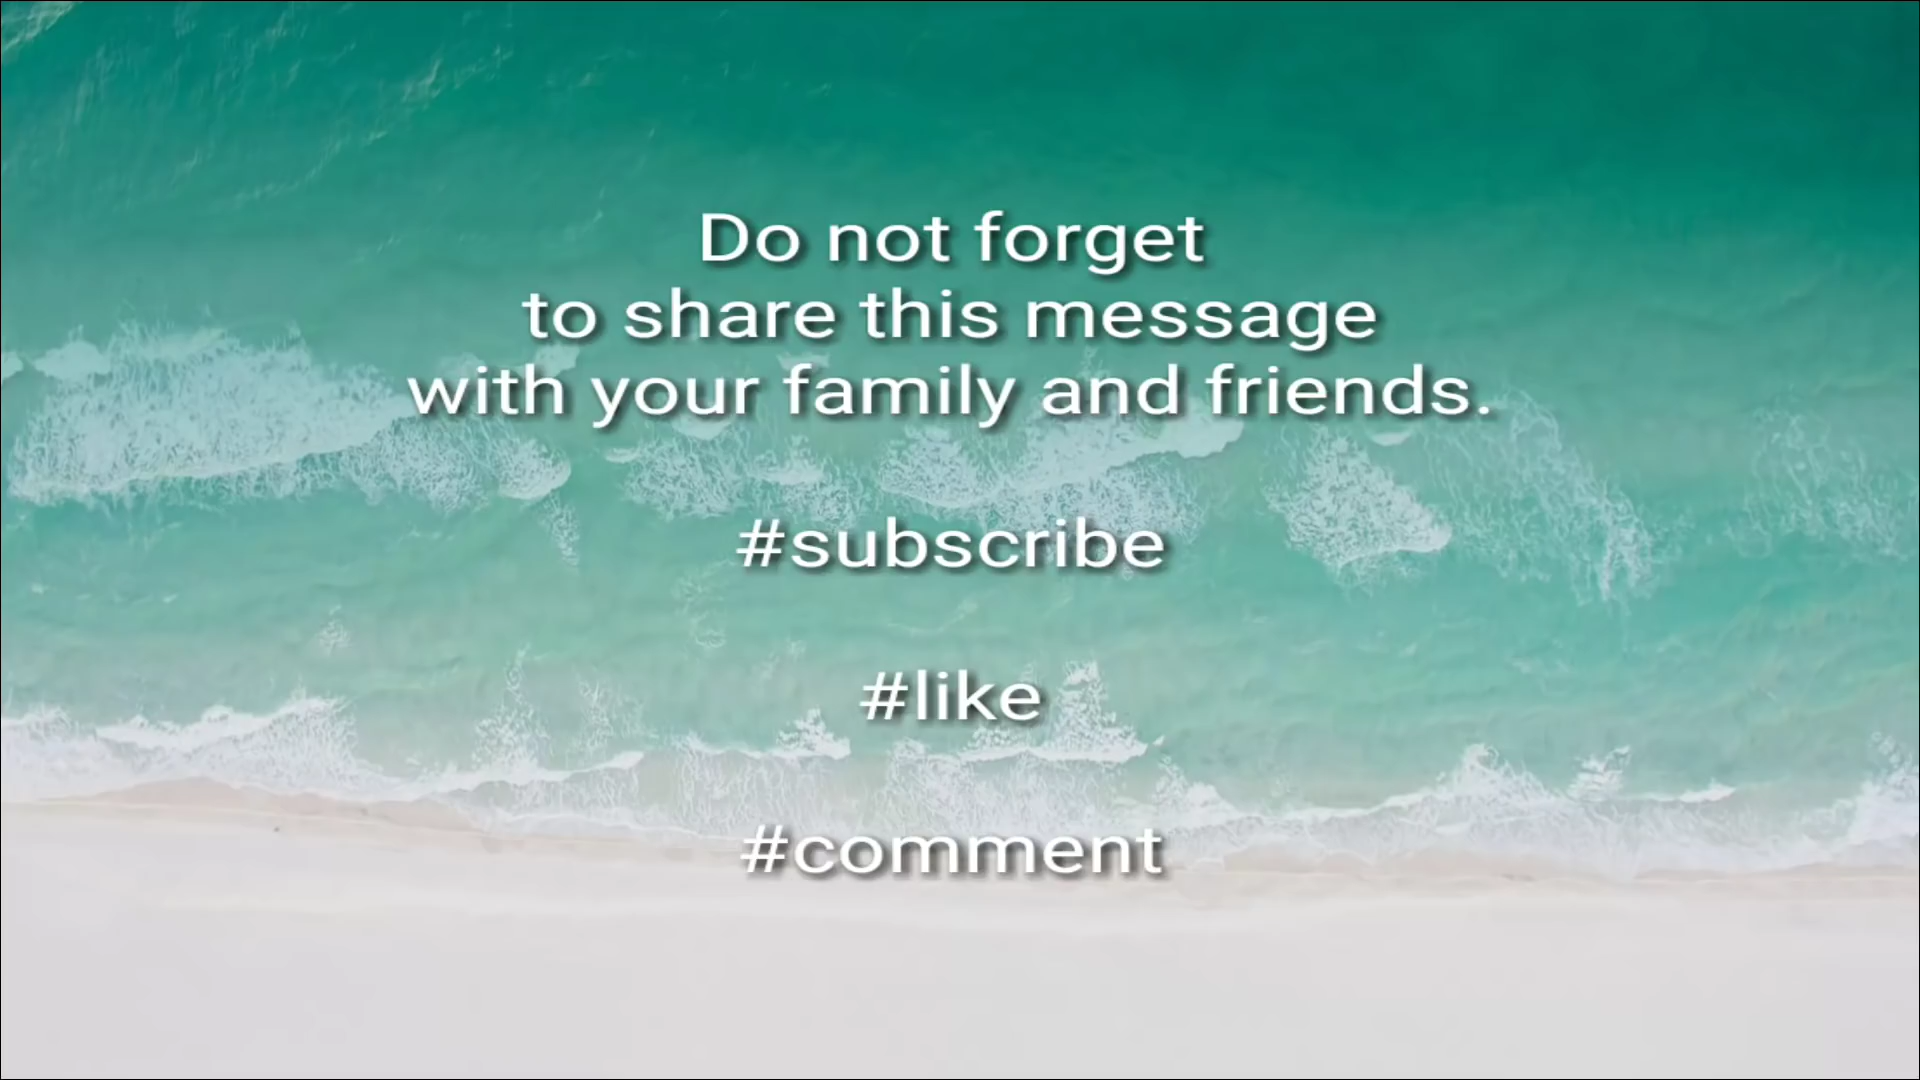 Do not forget
to share this message
with your family and friends.
#subscribe
#like
#comment